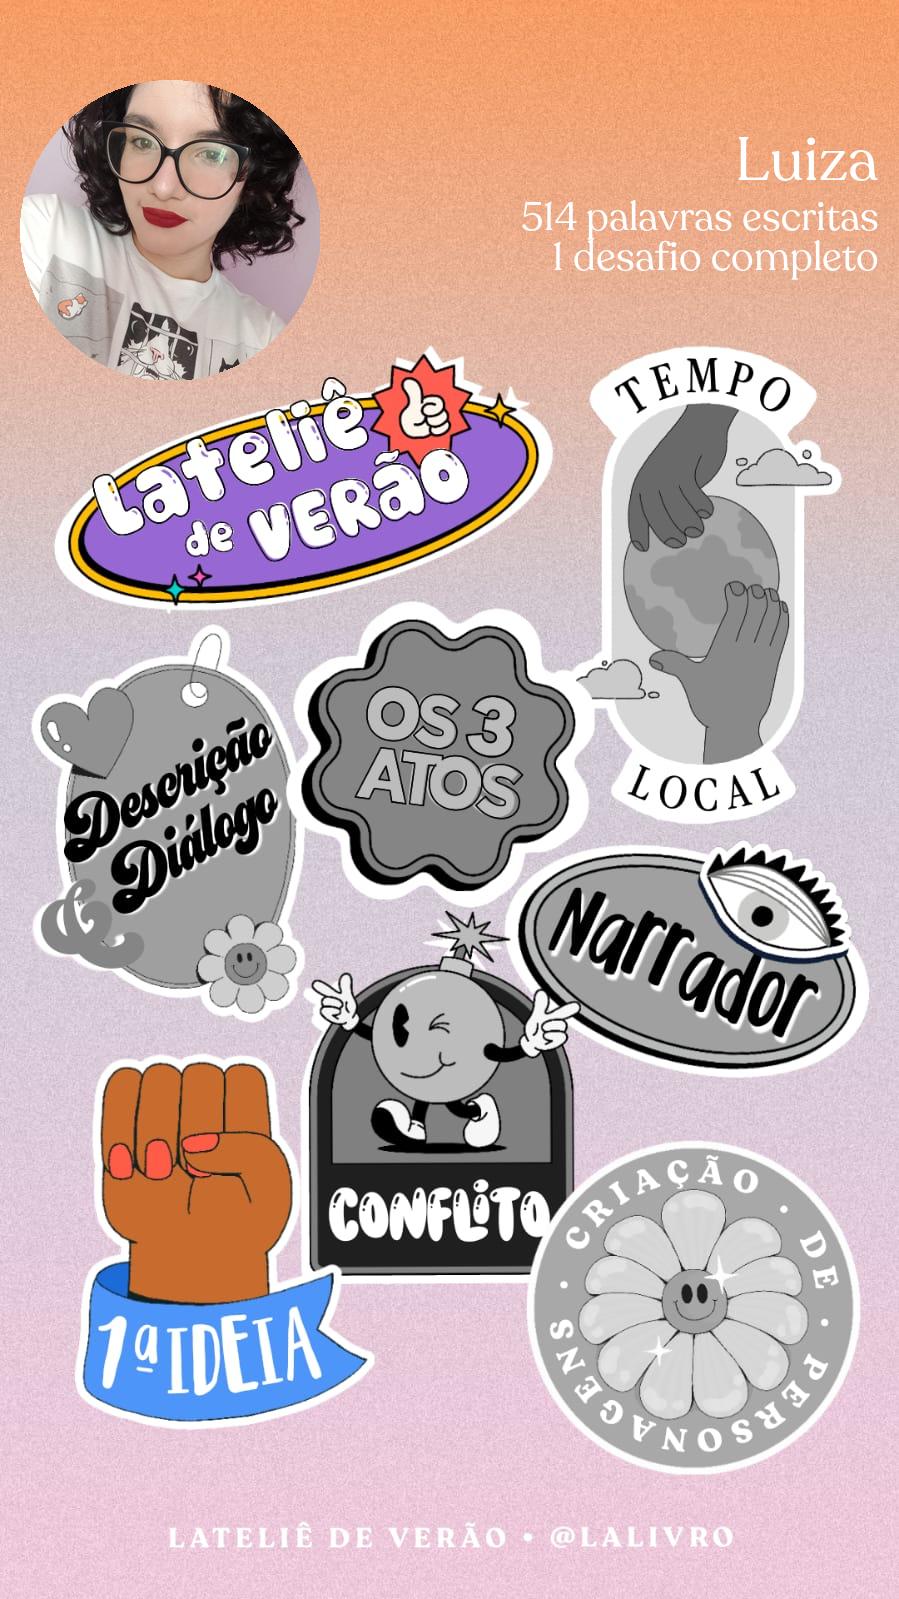 Luiza
514 palavras escritas
1 desafio completo
Lateliê
de VERÃO
TEMPO
LOCAL
OS 3
ATOS
Descrição
&
Diálogo
Narrador
CONFLITO
1ª IDEIA
CRIAÇÃO · DE · PERSONAGENS ·
LATELIÊ DE VERÃO • @LALIVRO